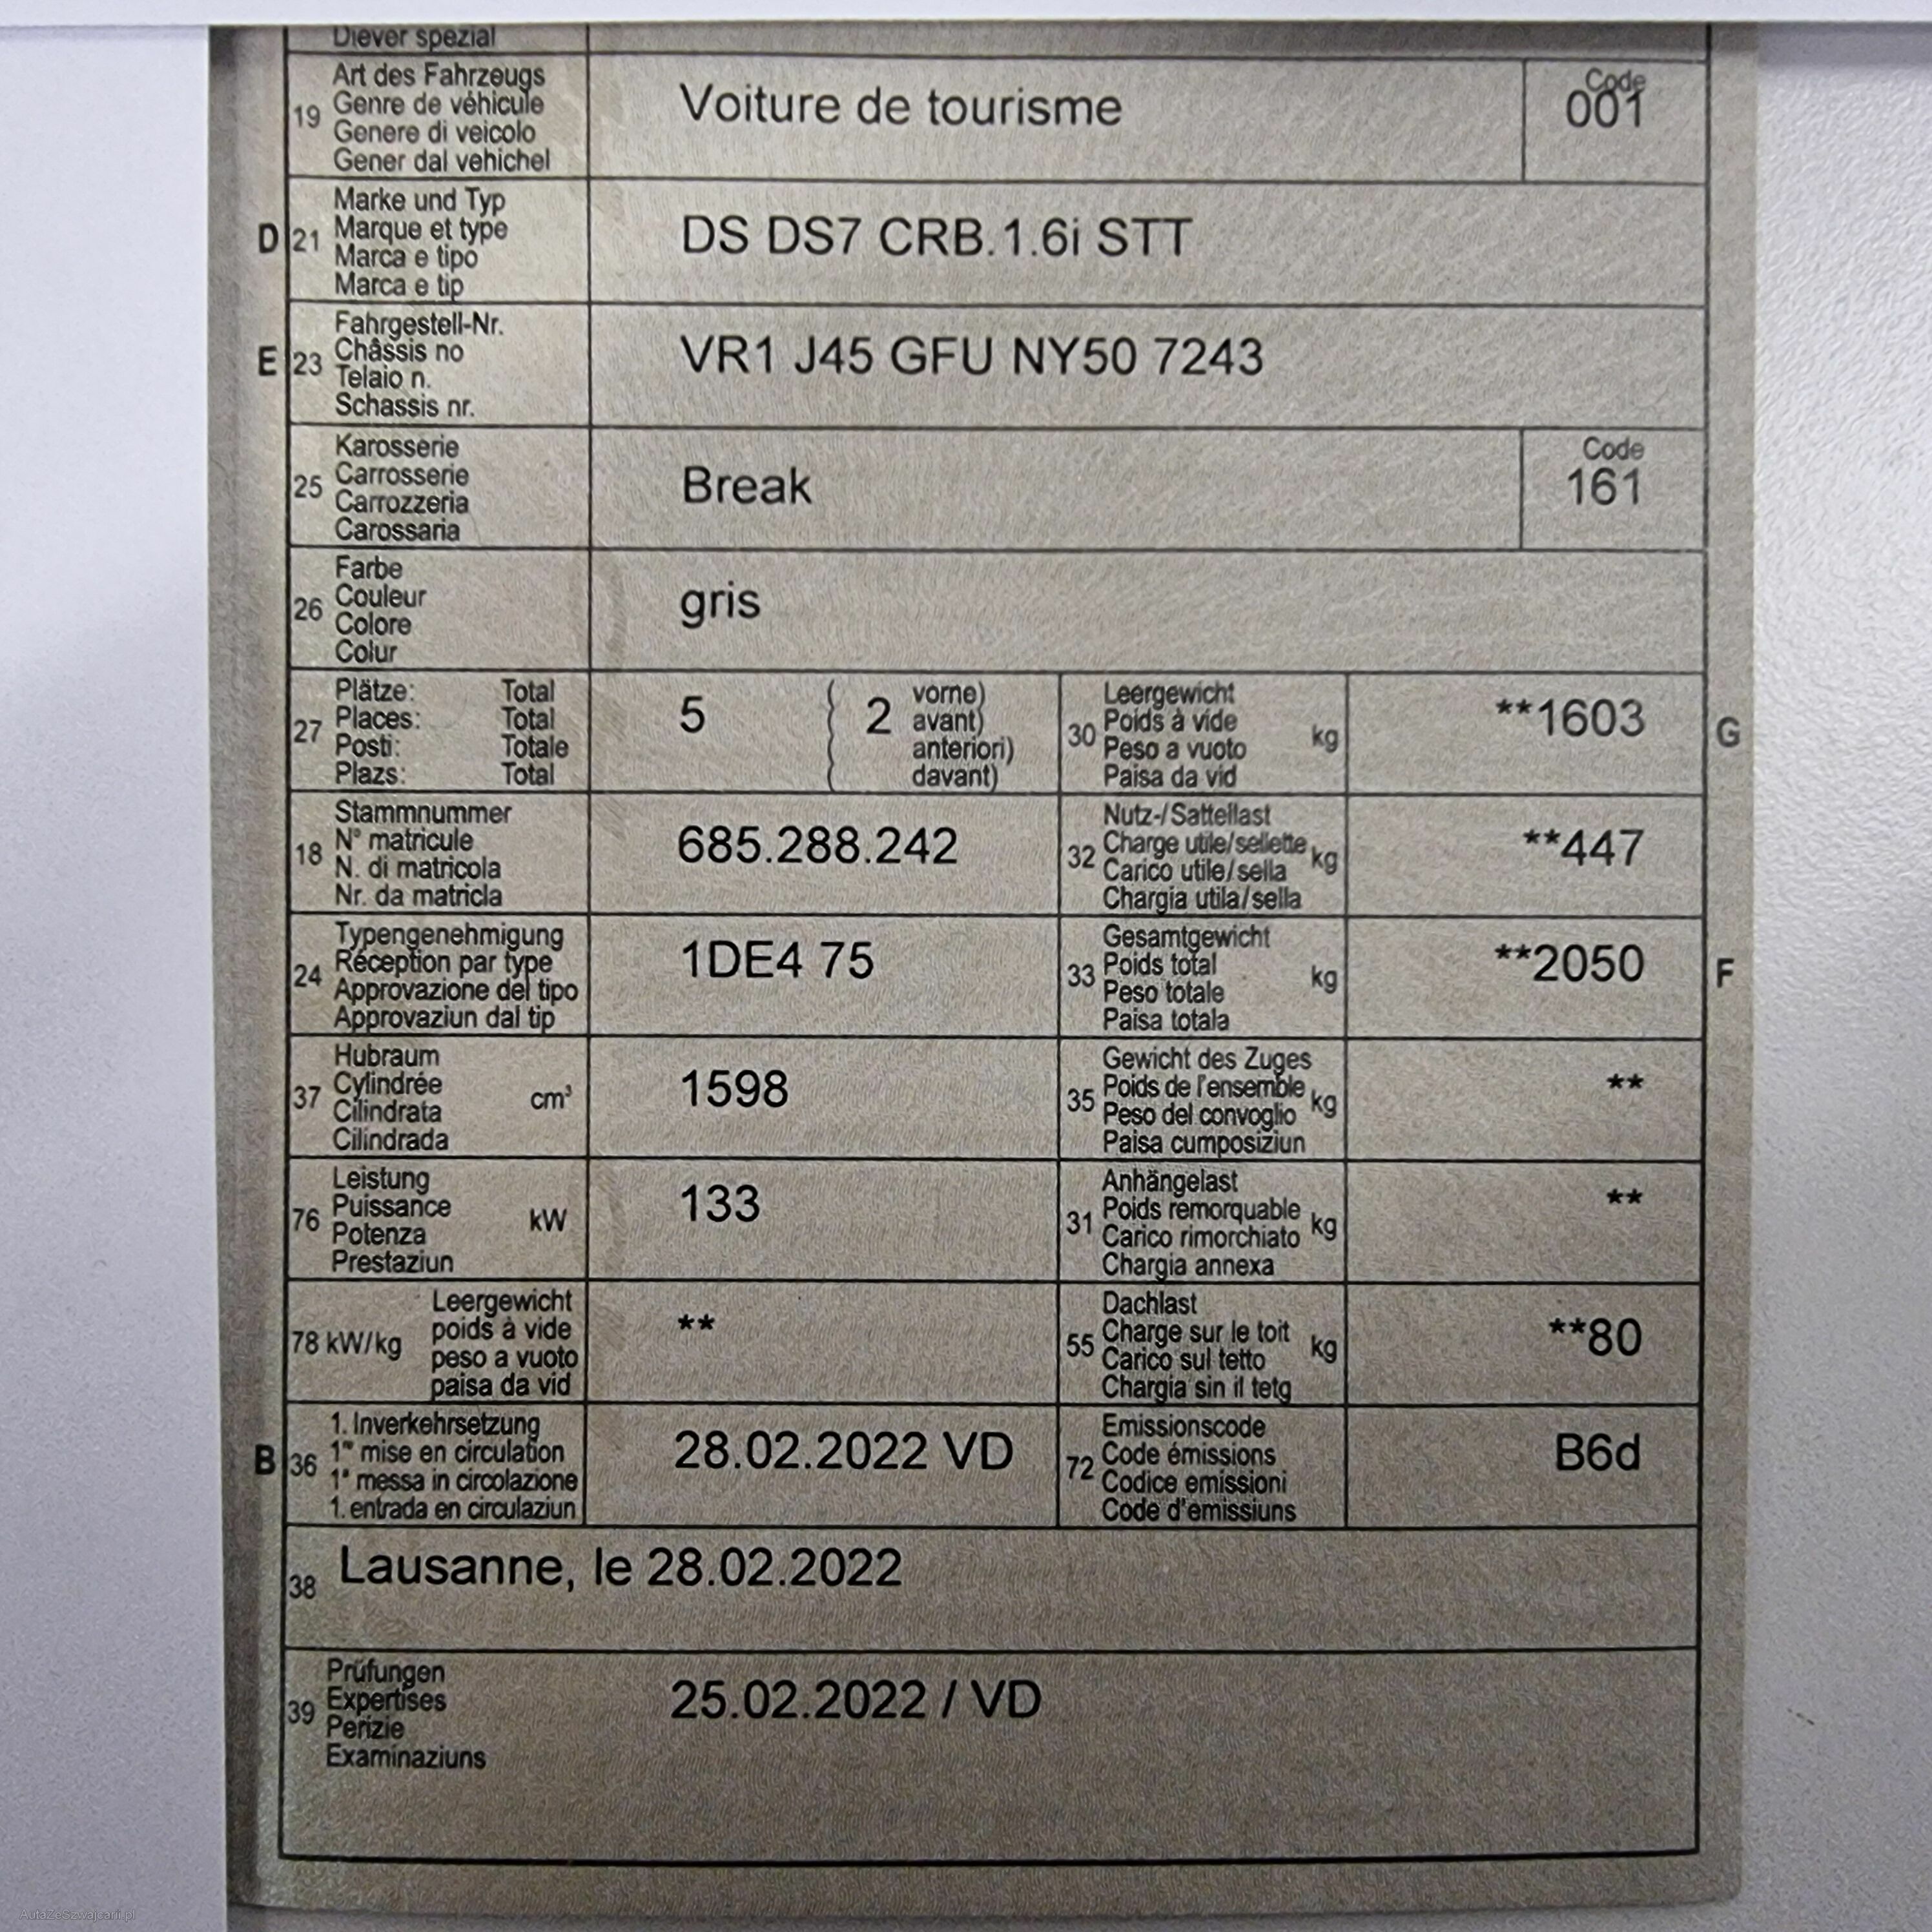 Diever spezial
Art des Fahrzeugs
19 Genre de véhicule
Genere di veicolo
Gener dal vehichel
Voiture de tourisme
Code
001
Marke und Typ
D 21 Marque et type
Marca e tipo
Marca e tip
DS DS7 CRB.1.6i STT
Fahrgestell-Nr.
E 23 Châssis no
Telaio n.
Schassis nr.
VR1 J45 GFU NY50 7243
Karosserie
25 Carrosserie
Carrozzeria
Carossaria
Break
Code
161
Farbe
26 Couleur
Colore
Colur
gris
Plätze: Total
27 Places: Total
Posti: Totale
Plazs: Total
5 ( 2 vorne)
( avant)
( anteriori)
( davant)
Leergewicht
30 Poids à vide
Peso a vuoto kg
Paisa da vid
**1603
G
Stammnummer
18 N° matricule
N. di matricola
Nr. da matricla
685.288.242
Nutz-/Sattellast
32 Charge utile/sellette kg
Carico utile/sella
Chargia utila/sella
**447
Typengenehmigung
24 Réception par type
Approvazione del tipo
Approvaziun dal tip
1DE4 75
Gesamtgewicht
33 Poids total kg
Peso totale
Paisa totala
**2050
F
Hubraum
37 Cylindrée cm³
Cilindrata
Cilindrada
1598
Gewicht des Zuges
35 Poids de l'ensemble kg
Peso del convoglio
Paisa cumposiziun
**
Leistung
76 Puissance kW
Potenza
Prestaziun
133
Anhängelast
31 Poids remorquable kg
Carico rimorchiato
Chargia annexa
**
Leergewicht
78 kW/kg poids à vide
peso a vuoto
paisa da vid
**
Dachlast
55 Charge sur le toit kg
Carico sul tetto
Chargia sin il tetg
**80
1. Inverkehrsetzung
B 36 1re mise en circulation
1a messa in circolazione
1. entrada en circulaziun
28.02.2022 VD
Emissionscode
72 Code émissions
Codice emissioni
Code d'emissiuns
B6d
38 Lausanne, le 28.02.2022
Prüfungen
39 Expertises
Perizie
Examinaziuns
25.02.2022 / VD
AutaZeSzwajcarii.pl